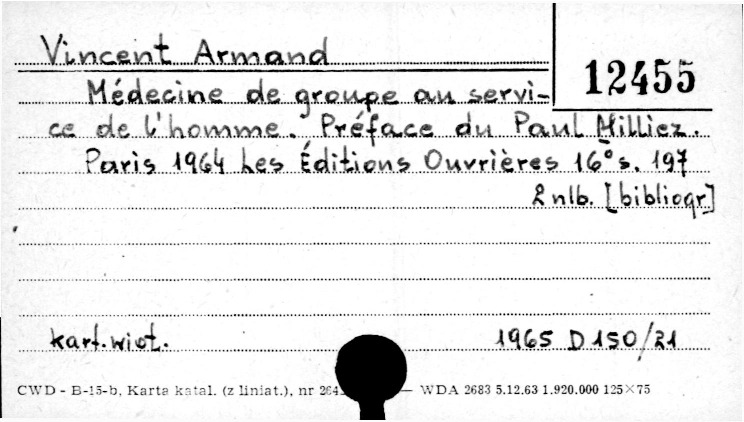 Vincent Armand
12455
Médecine de groupe au servi-
ce de l'homme. Préface du Paul Milliez.
Paris 1964 Les Éditions Ouvrières 16° s. 197
2 nlb. [bibliogr]
kart. wiot. 1965 D 150/21
CWD - B-15-b, Karta katal. (z liniat.), nr 264 — WDA 2683 5.12.63 1.920.000 125×75